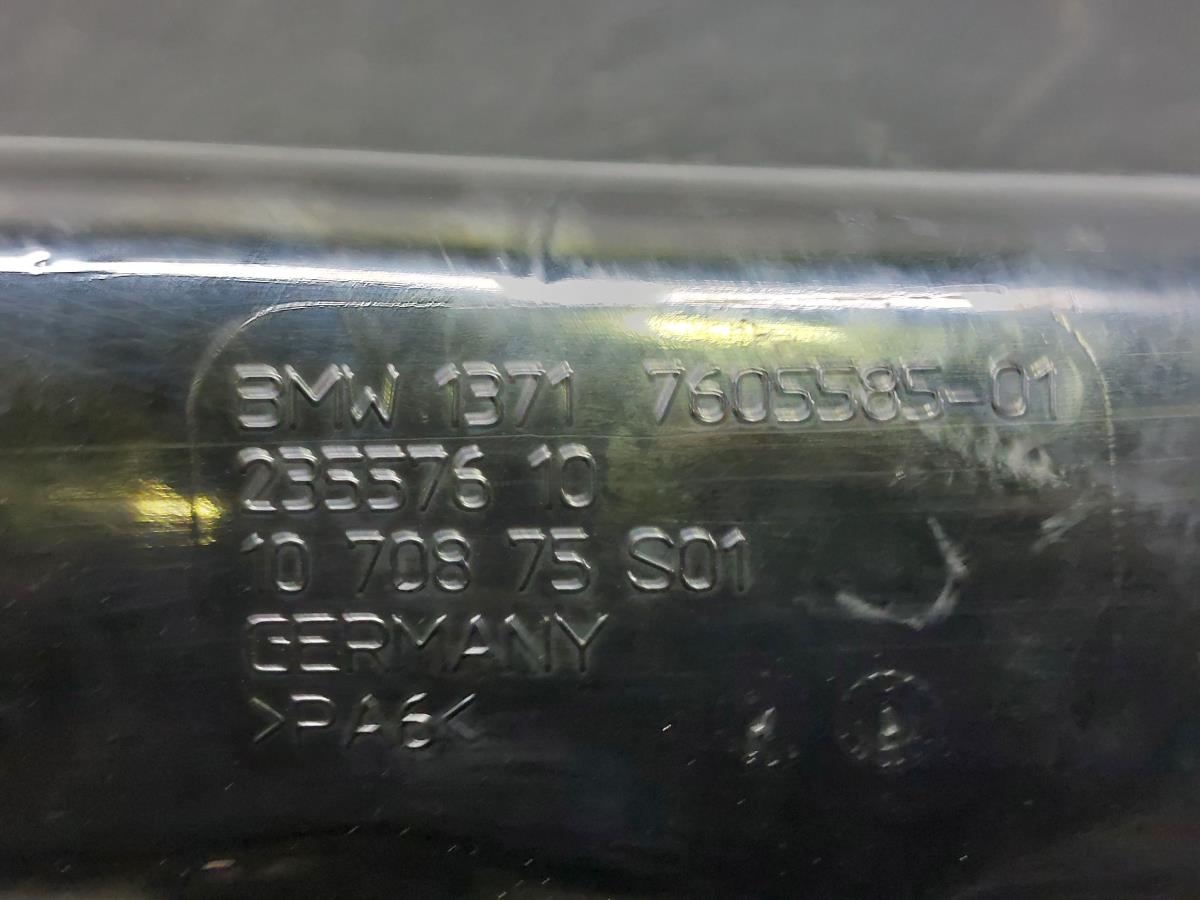 BMW 1371 7605585-01
235576 10
10 708 75 S01
GERMANY
>PA6<